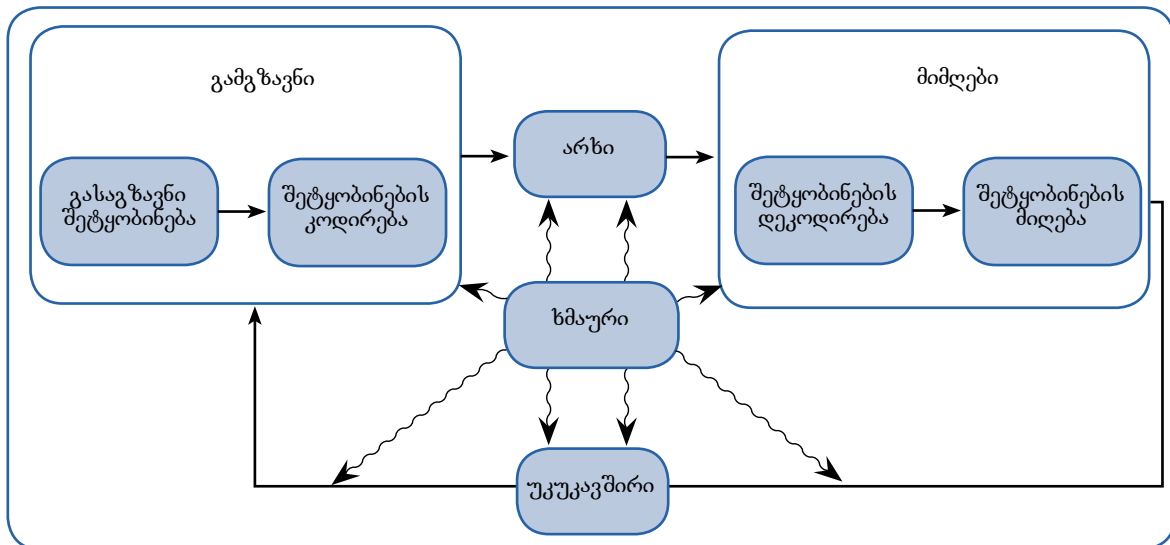 გამგზავნი
გასაგზავნი
შეტყობინება
შეტყობინების
კოდირება
არხი
მიმღები
შეტყობინების
დეკოდირება
შეტყობინების
მიღება
ხმაური
უკუკავშირი